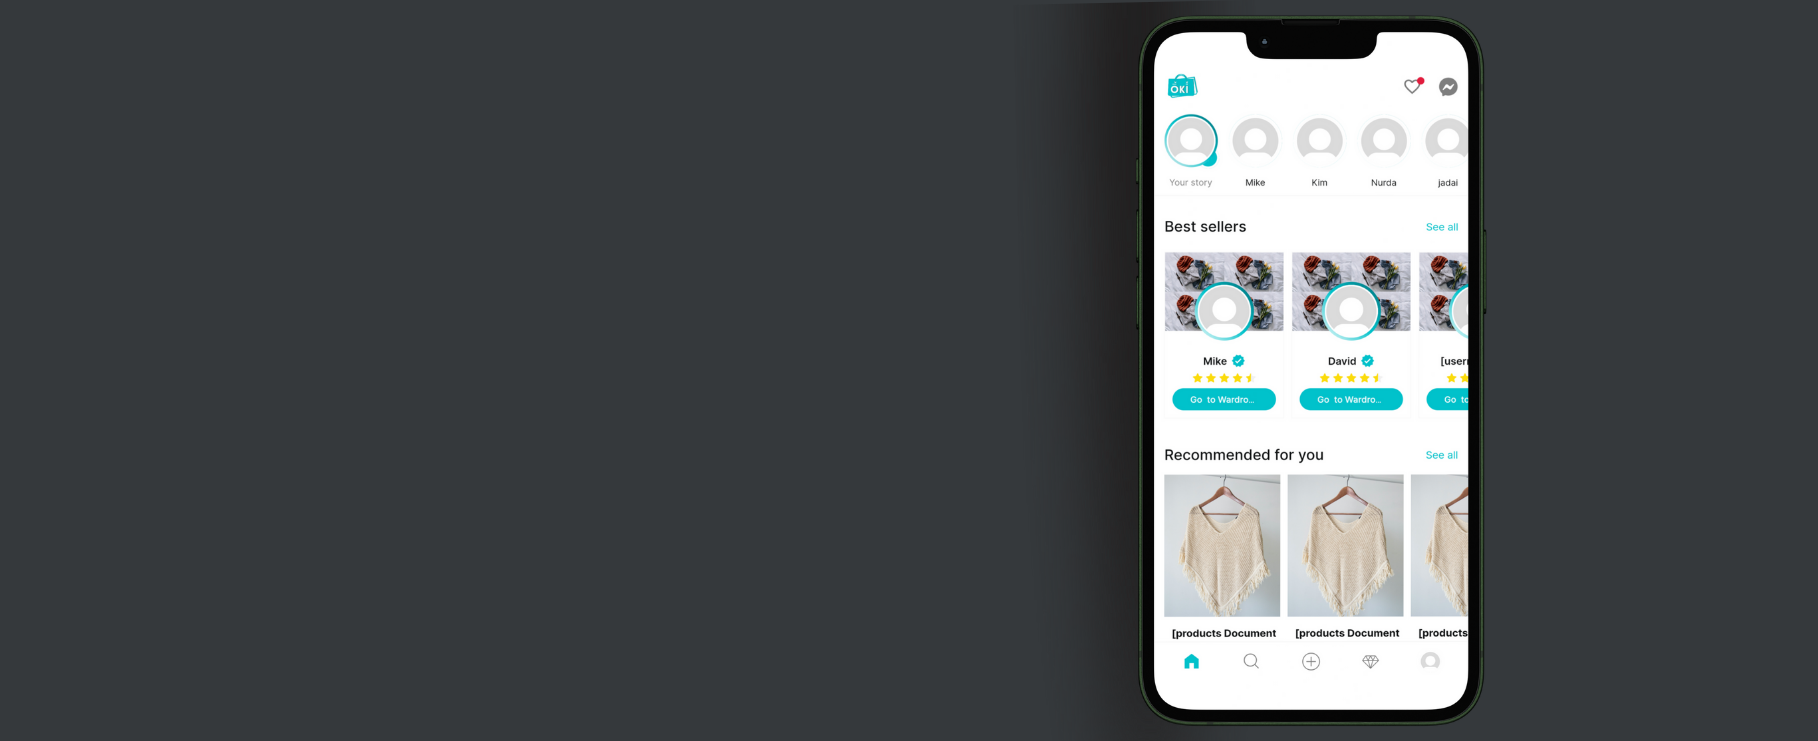 OKi
Your story
Mike
Kim
Nurda
jadai
Best sellers
See all
Mike
David
[usern
Go to Wardro...
Go to Wardro...
Go to
Recommended for you
See all
[products Document
[products Document
[products